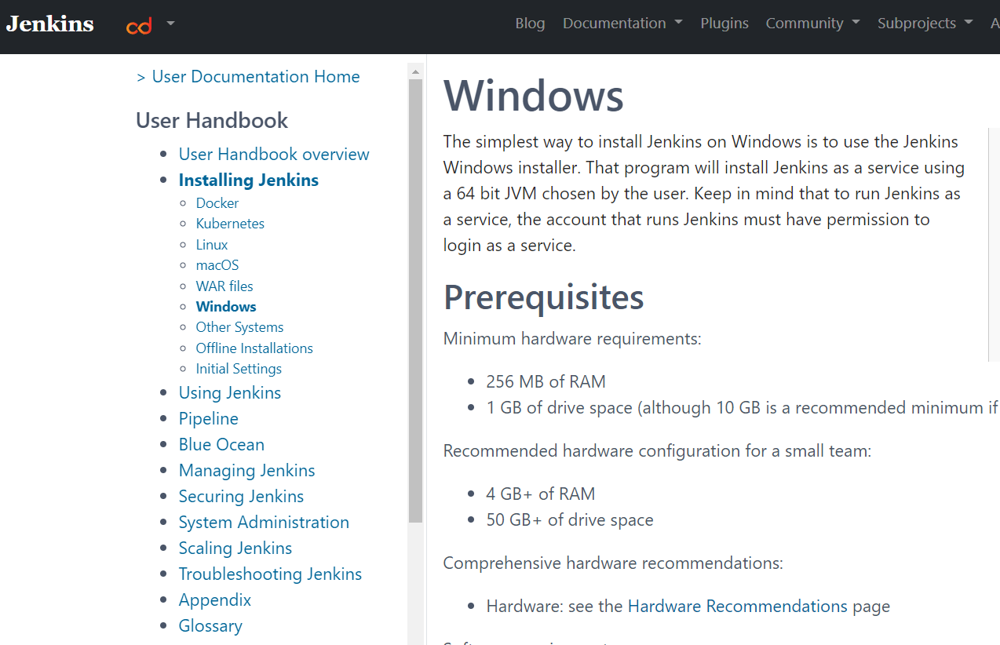 Jenkins
cd
Blog Documentation Plugins Community Subprojects A
> User Documentation Home
User Handbook
User Handbook overview
Installing Jenkins
Docker
Kubernetes
Linux
macOS
WAR files
Windows
Other Systems
Offline Installations
Initial Settings
Using Jenkins
Pipeline
Blue Ocean
Managing Jenkins
Securing Jenkins
System Administration
Scaling Jenkins
Troubleshooting Jenkins
Appendix
Glossary
Windows
The simplest way to install Jenkins on Windows is to use the Jenkins
Windows installer. That program will install Jenkins as a service using
a 64 bit JVM chosen by the user. Keep in mind that to run Jenkins as
a service, the account that runs Jenkins must have permission to
login as a service.
Prerequisites
Minimum hardware requirements:
256 MB of RAM
1 GB of drive space (although 10 GB is a recommended minimum if
Recommended hardware configuration for a small team:
4 GB+ of RAM
50 GB+ of drive space
Comprehensive hardware recommendations:
Hardware: see the Hardware Recommendations page